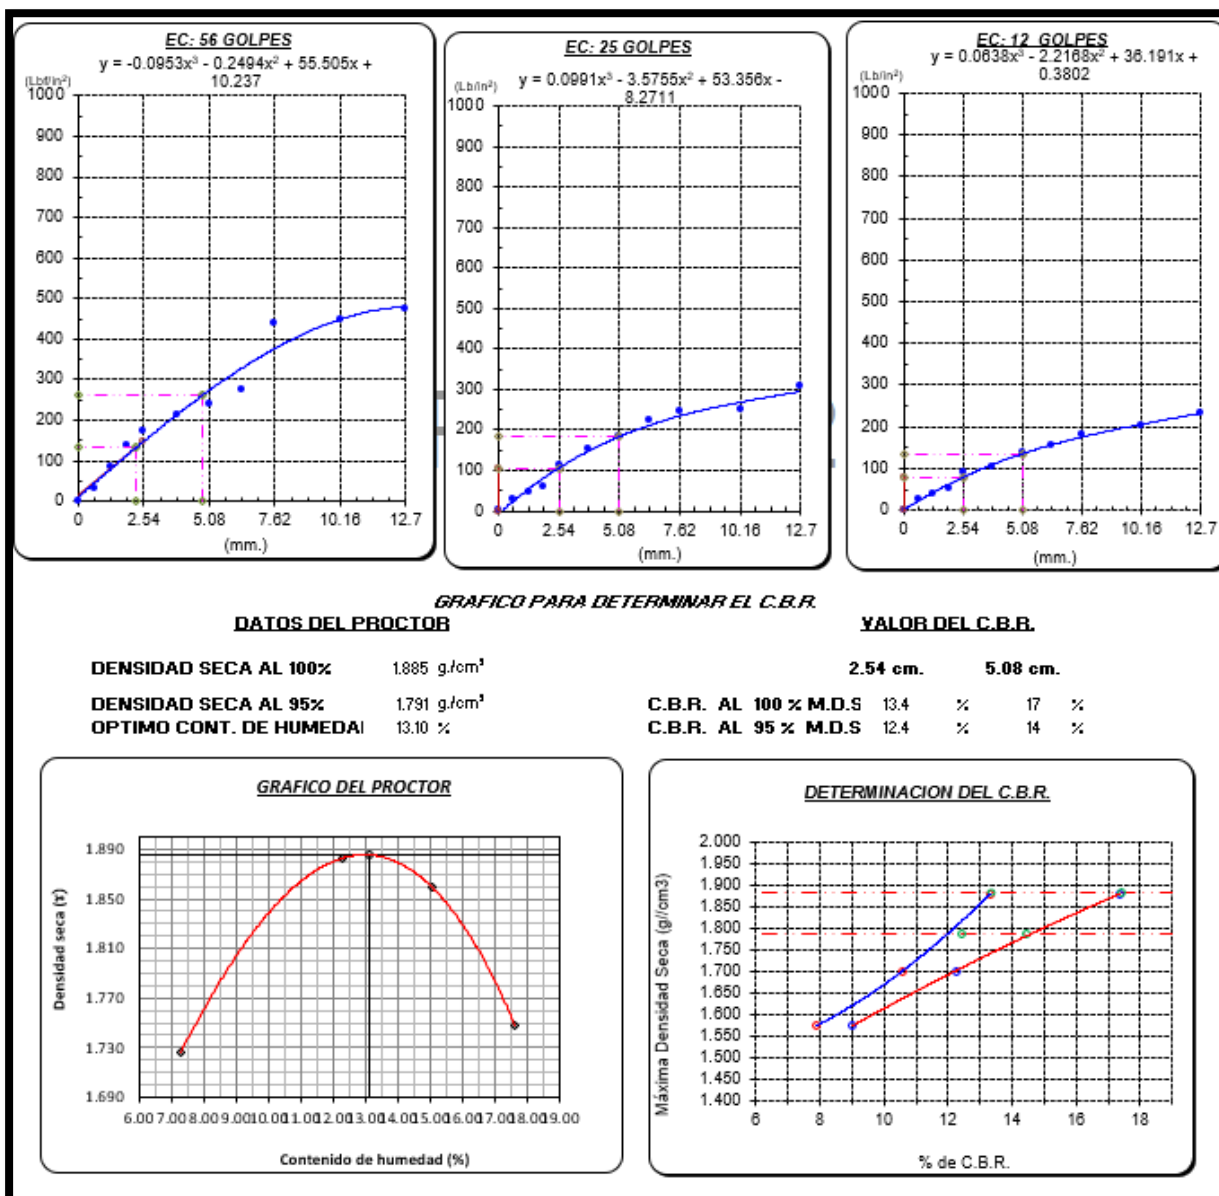 EC: 56 GOLPES
y = -0.0953x³ - 0.2494x² + 55.505x +
10.237
(Lbf/in²)
1000
900
800
700
600
500
400
300
200
100
0
0 2.54 5.08 7.62 10.16 12.7
(mm.)
EC: 25 GOLPES
y = 0.0991x³ - 3.5755x² + 53.356x -
8.2711
(Lb/in²)
1000
900
800
700
600
500
400
300
200
100
0
0 2.54 5.08 7.62 10.16 12.7
(mm.)
EC: 12 GOLPES
y = 0.0638x³ - 2.2168x² + 36.191x +
0.3802
(Lb/in²)
1000
900
800
700
600
500
400
300
200
100
0
0 2.54 5.08 7.62 10.16 12.7
(mm.)
GRAFICO PARA DETERMINAR EL C.B.R.
DATOS DEL PROCTOR
VALOR DEL C.B.R.
DENSIDAD SECA AL 100% 1.885 g./cm³
2.54 cm. 5.08 cm.
DENSIDAD SECA AL 95% 1.791 g./cm³
C.B.R. AL 100 % M.D.S 13.4 % 17 %
OPTIMO CONT. DE HUMEDA 13.10 %
C.B.R. AL 95 % M.D.S 12.4 % 14 %
GRAFICO DEL PROCTOR
Densidad seca (ɤ)
1.890
1.850
1.810
1.770
1.730
1.690
6.00 7.00 8.00 9.00 10.00 11.00 12.00 13.00 14.00 15.00 16.00 17.00 18.00 19.00
Contenido de humedad (%)
DETERMINACION DEL C.B.R.
Máxima Densidad Seca (g//cm3)
2.000
1.950
1.900
1.850
1.800
1.750
1.700
1.650
1.600
1.550
1.500
1.450
1.400
6 8 10 12 14 16 18
% de C.B.R.